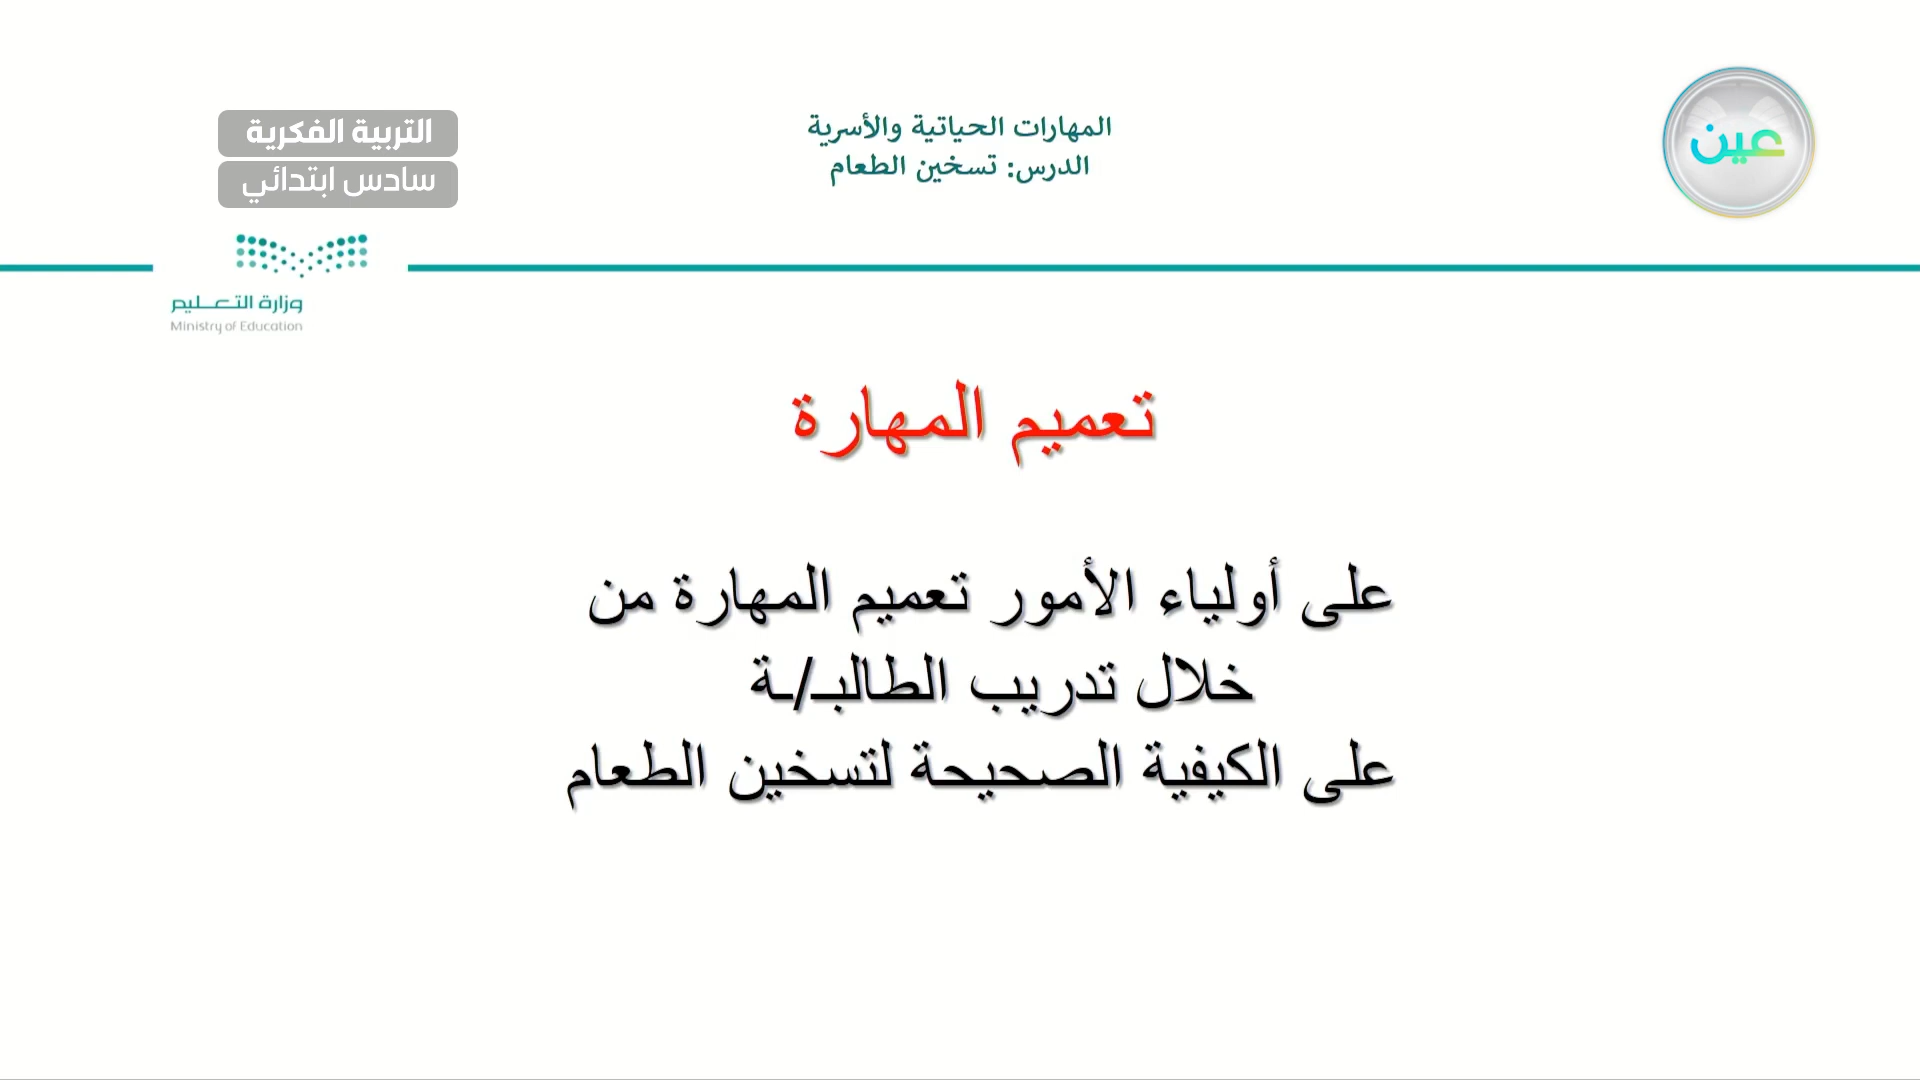 المهارات الحياتية والأسرية
الدرس: تسخين الطعام
عين
التربية الفكرية
سادس ابتدائي
وزارة التعليم
Ministry of Education
تعميم المهارة
على أولياء الأمور تعميم المهارة من
خلال تدريب الطالبـ/ـة
على الكيفية الصحيحة لتسخين الطعام